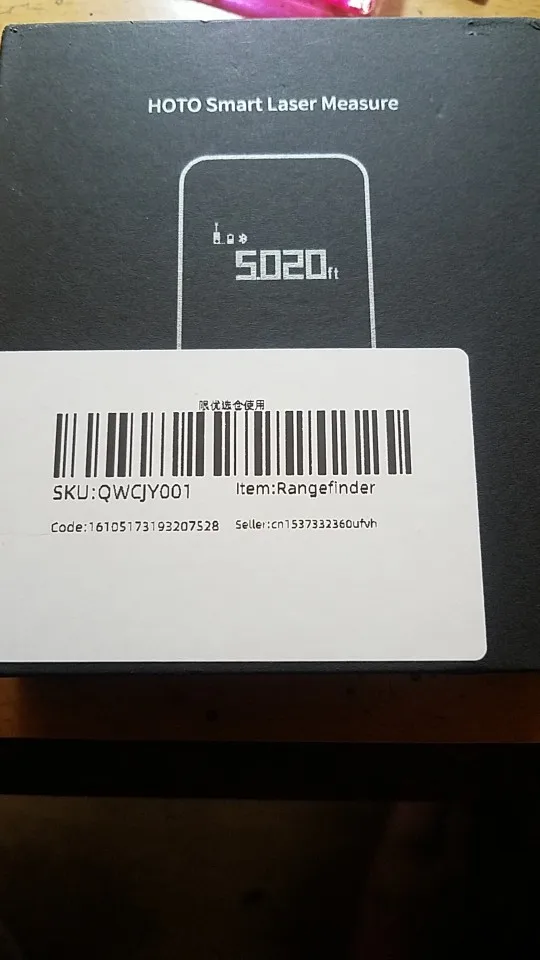 HOTO Smart Laser Measure
5.020ft
限优选仓使用
SKU:QWCJY001 Item:Rangefinder
Code:16105173193207528 Seller:cn1537332360ufvh